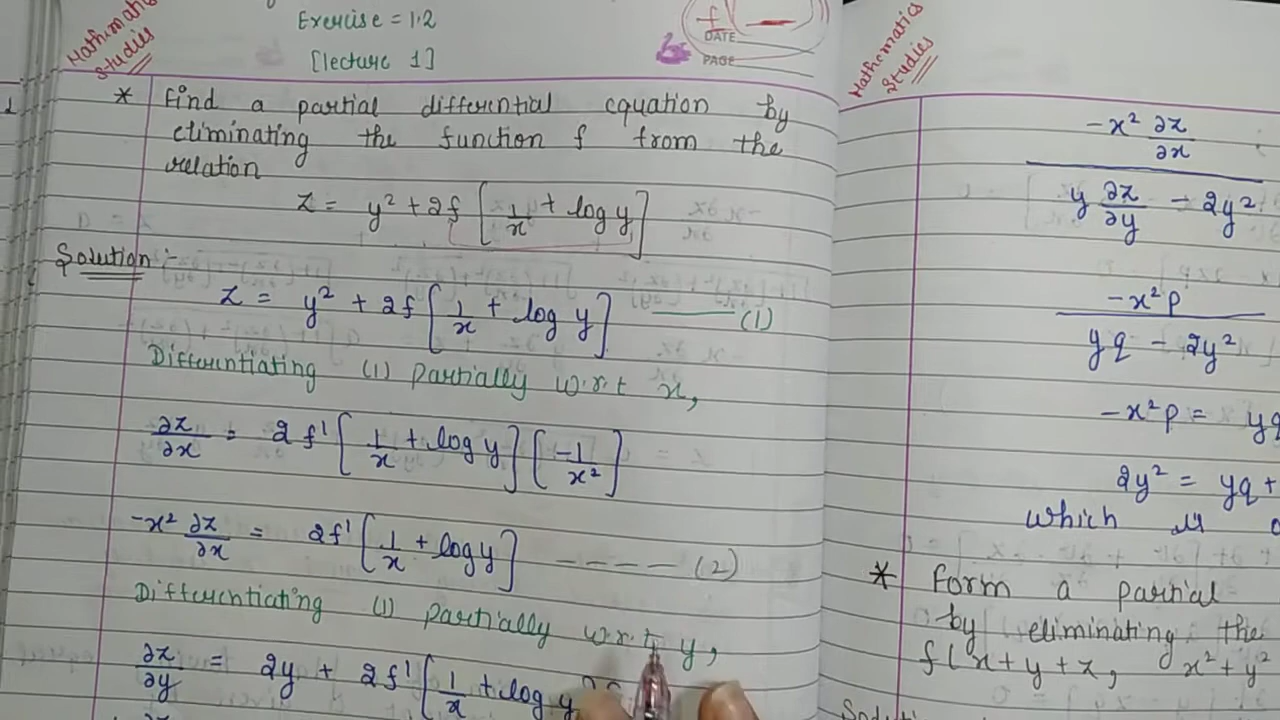 Mathematics Studies
Exercise = 1.2
[lecture 1]
DATE
PAGE
* Find a partial differential equation by
eliminating the function f from the
relation
z = y² + 2f [1/x + log y]
Solution :-
z = y² + 2f [1/x + log y] ——— (1)
Differentiating (1) partially w.r.t x,
∂z/∂x = 2 f' [1/x + log y] [-1/x²]
-x² ∂z/∂x = 2f' [1/x + log y] ---- (2)
Differentiating (1) partially w.r.t y,
∂z/∂y = 2y + 2f' [1/x + log y
Mathematics Studies
-x² ∂z/∂x
y ∂z/∂y - 2y²
-x²p
yq - 2y²
-x²p = yq
2y² = yq +
which is
* Form a partial
by eliminating the
f(x+y+z, x²+y²